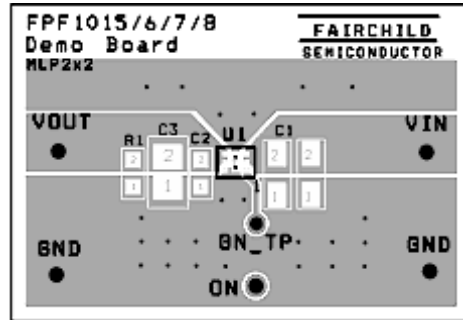 FPF1015/6/7/8
Demo Board
MLP2x2
FAIRCHILD
SEMICONDUCTOR
VOUT
R1 C3 C2 U1 C1
VIN
2 2 2 2 2
1 1 1 1 1
1
GND
ON_TP
GND
ON